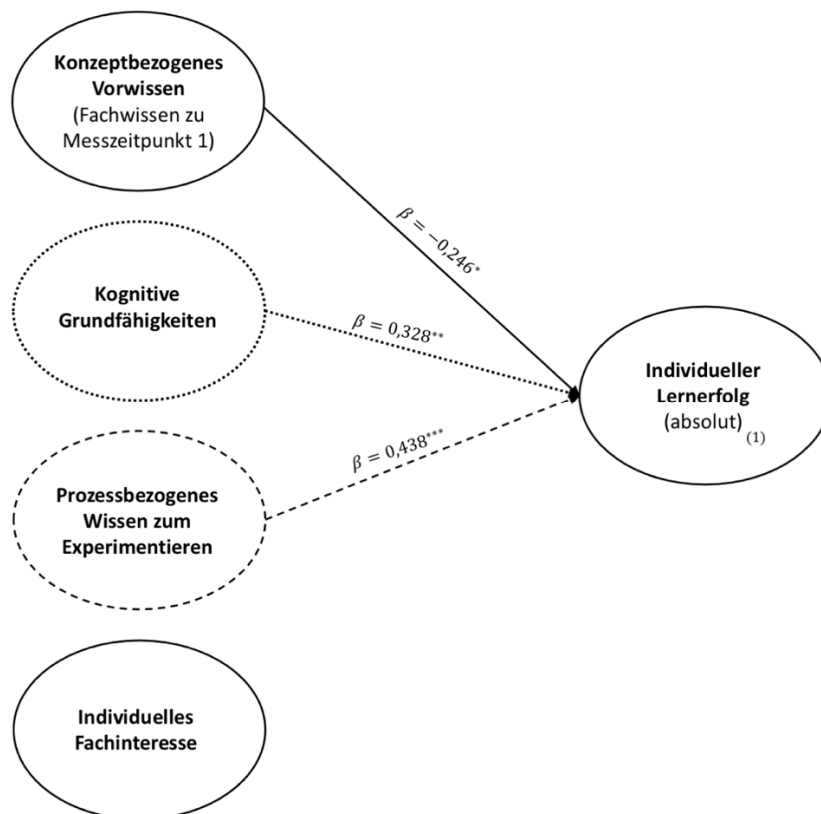 Konzeptbezogenes
Vorwissen
(Fachwissen zu
Messzeitpunkt 1)
β = −0,246*
Kognitive
Grundfähigkeiten
β = 0,328**
Individueller
Lernerfolg
(absolut)
(1)
β = 0,438***
Prozessbezogenes
Wissen zum
Experimentieren
Individuelles
Fachinteresse